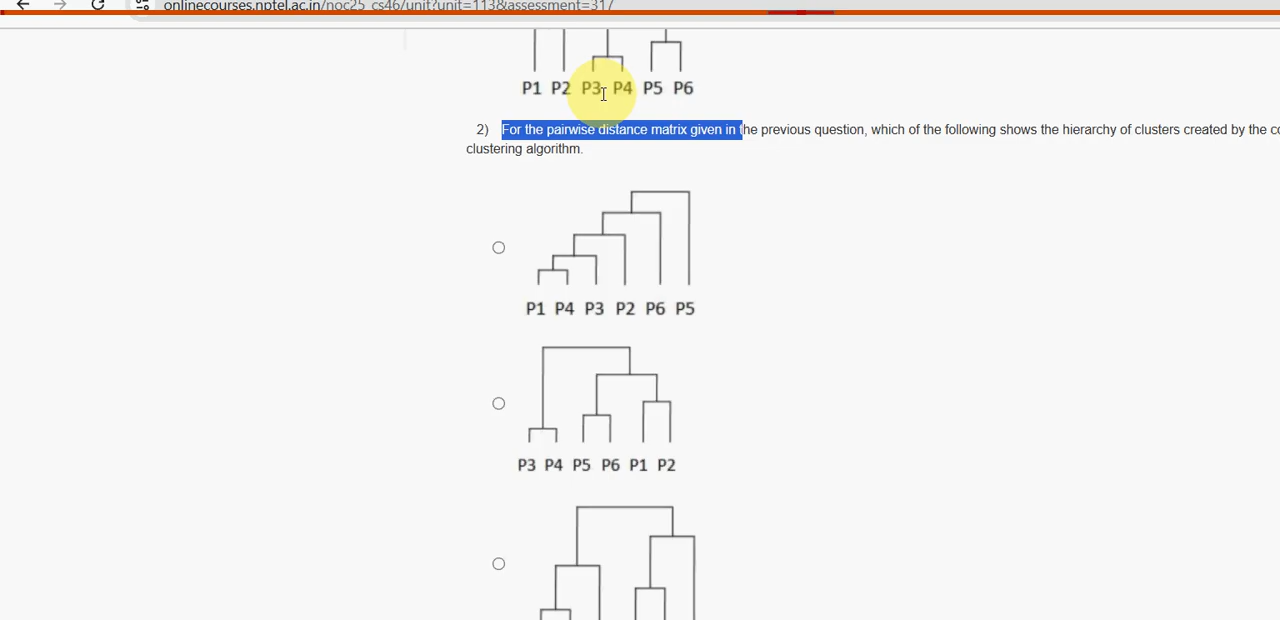 onlinecourses.nptel.ac.in/noc25_cs46/unit?unit=113&assessment=317
P1 P2 P3 P4 P5 P6
2) For the pairwise distance matrix given in the previous question, which of the following shows the hierarchy of clusters created by the co
clustering algorithm.
P1 P4 P3 P2 P6 P5
P3 P4 P5 P6 P1 P2